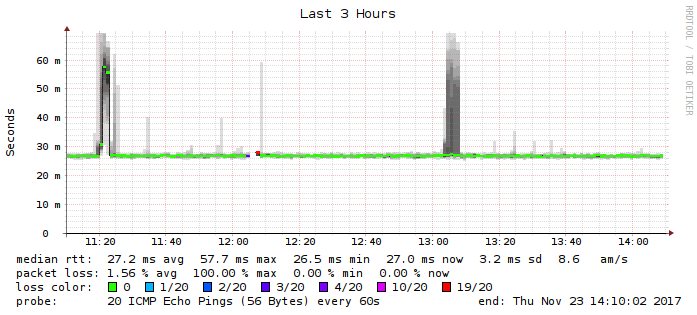 Last 3 Hours
RRDTOOL / TOBI OETIKER
Seconds
60 m
50 m
40 m
30 m
20 m
10 m
0
11:20 11:40 12:00 12:20 12:40 13:00 13:20 13:40 14:00
median rtt: 27.2 ms avg 57.7 ms max 26.5 ms min 27.0 ms now 3.2 ms sd 8.6 am/s
packet loss: 1.56 % avg 100.00 % max 0.00 % min 0.00 % now
loss color: 0 1/20 2/20 3/20 4/20 10/20 19/20
probe: 20 ICMP Echo Pings (56 Bytes) every 60s end: Thu Nov 23 14:10:02 2017